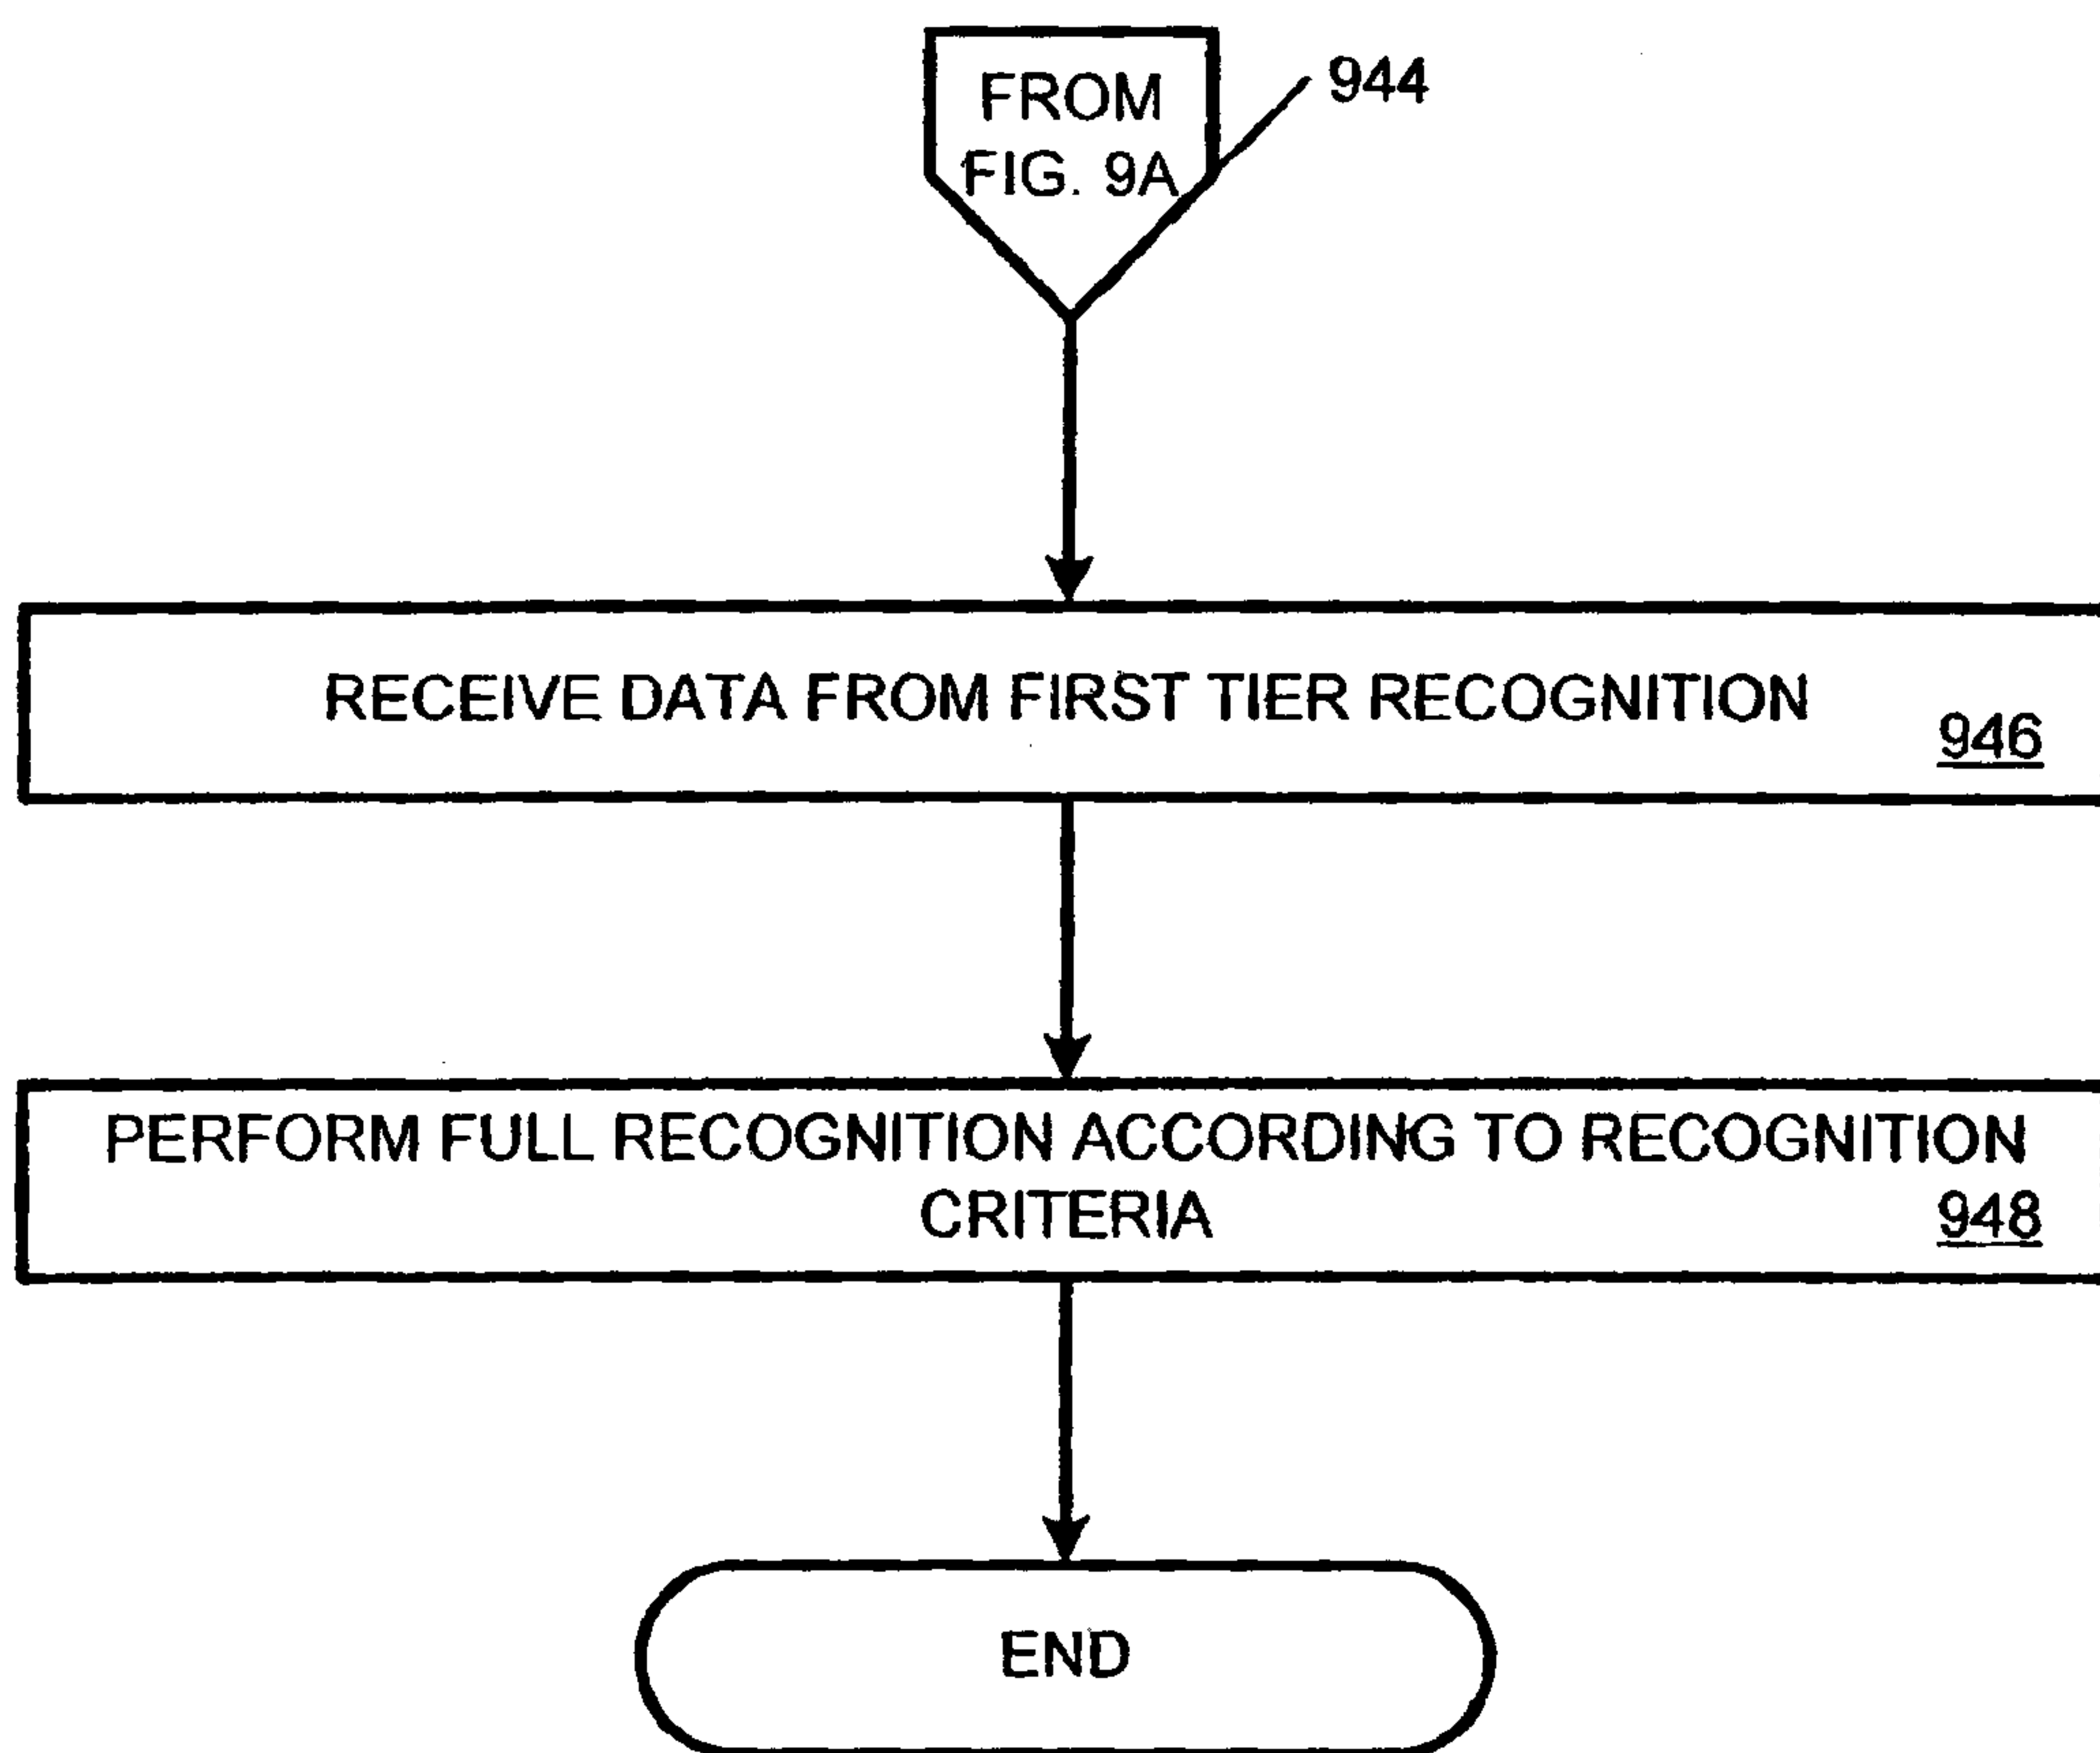 FROM
FIG. 9A
944
RECEIVE DATA FROM FIRST TIER RECOGNITION
946
PERFORM FULL RECOGNITION ACCORDING TO RECOGNITION
CRITERIA
948
END